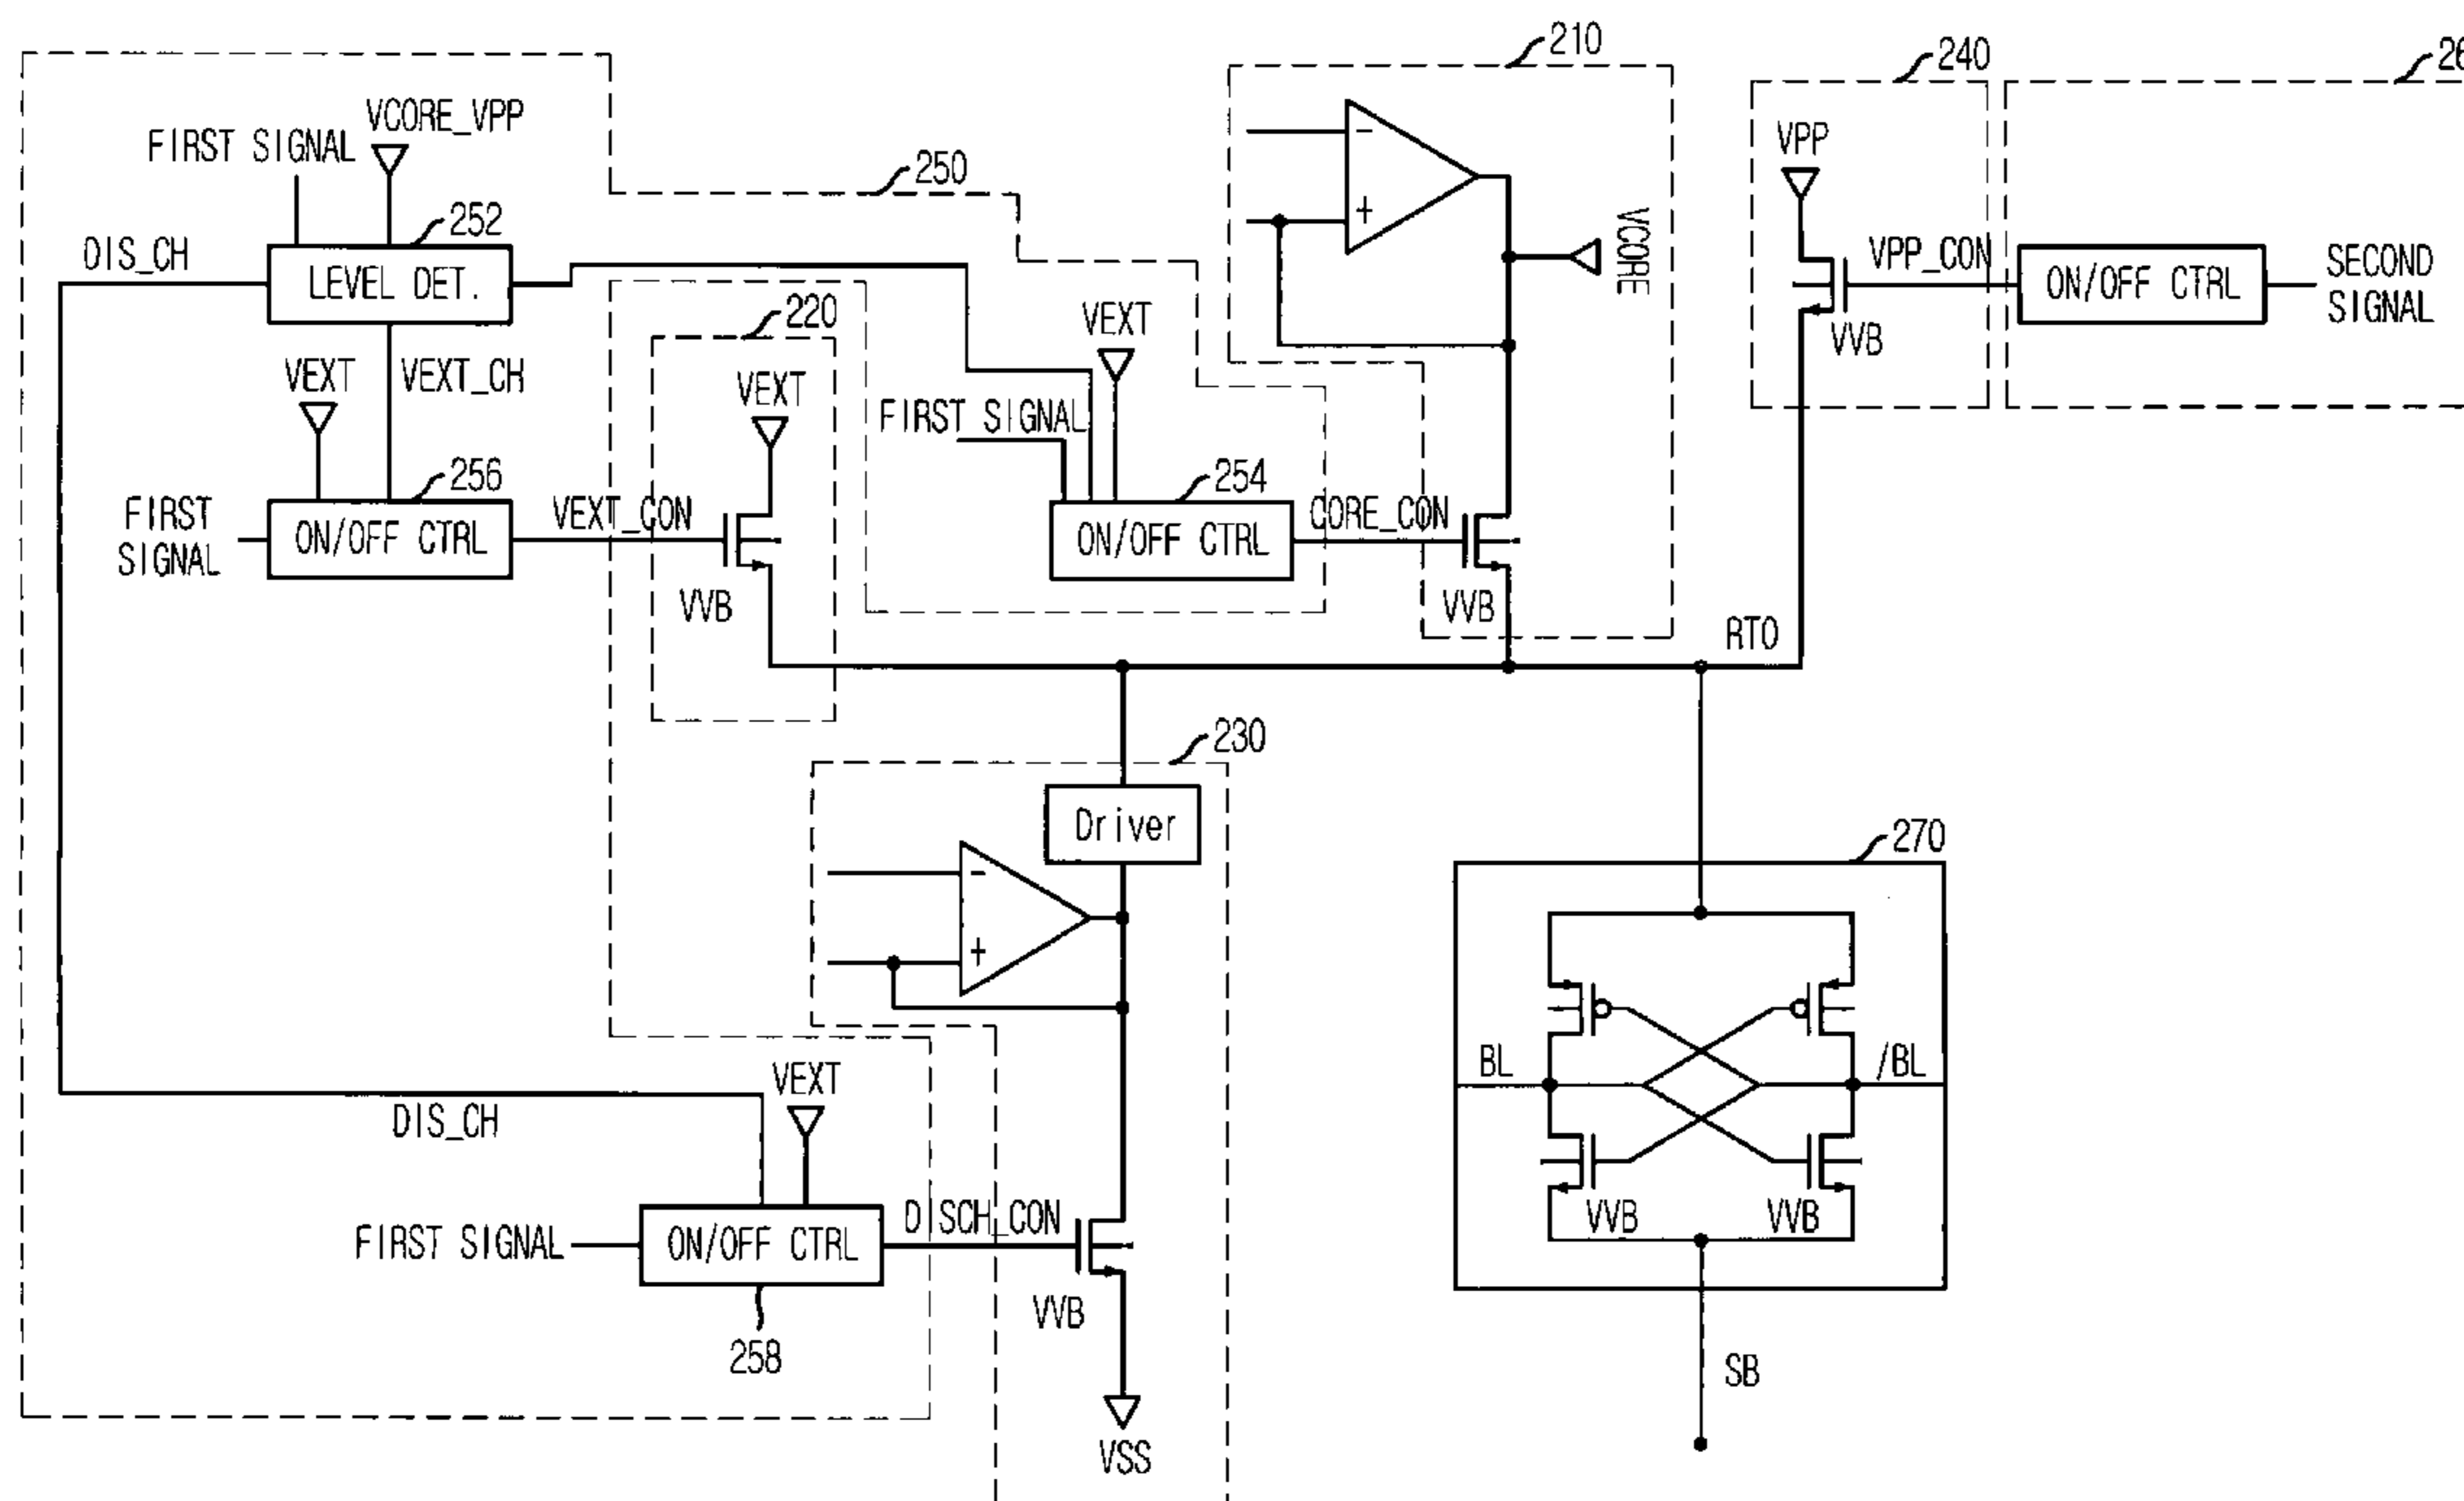 210
240
26
VCORE_VPP
FIRST SIGNAL
VPP
250
252
DIS_CH
LEVEL DET.
VCORE
VPP_CON
ON/OFF CTRL
SECOND
SIGNAL
-
+
220
VEXT
VVB
VEXT
VEXT_CH
VEXT
FIRST SIGNAL
256
254
FIRST
SIGNAL
ON/OFF CTRL
VEXT_CON
ON/OFF CTRL
CORE_CON
VVB
VVB
RTO
230
Driver
270
-
+
BL
/BL
VEXT
DIS_CH
DISCH_CON
FIRST SIGNAL
ON/OFF CTRL
VVB
VVB
VVB
258
SB
VSS